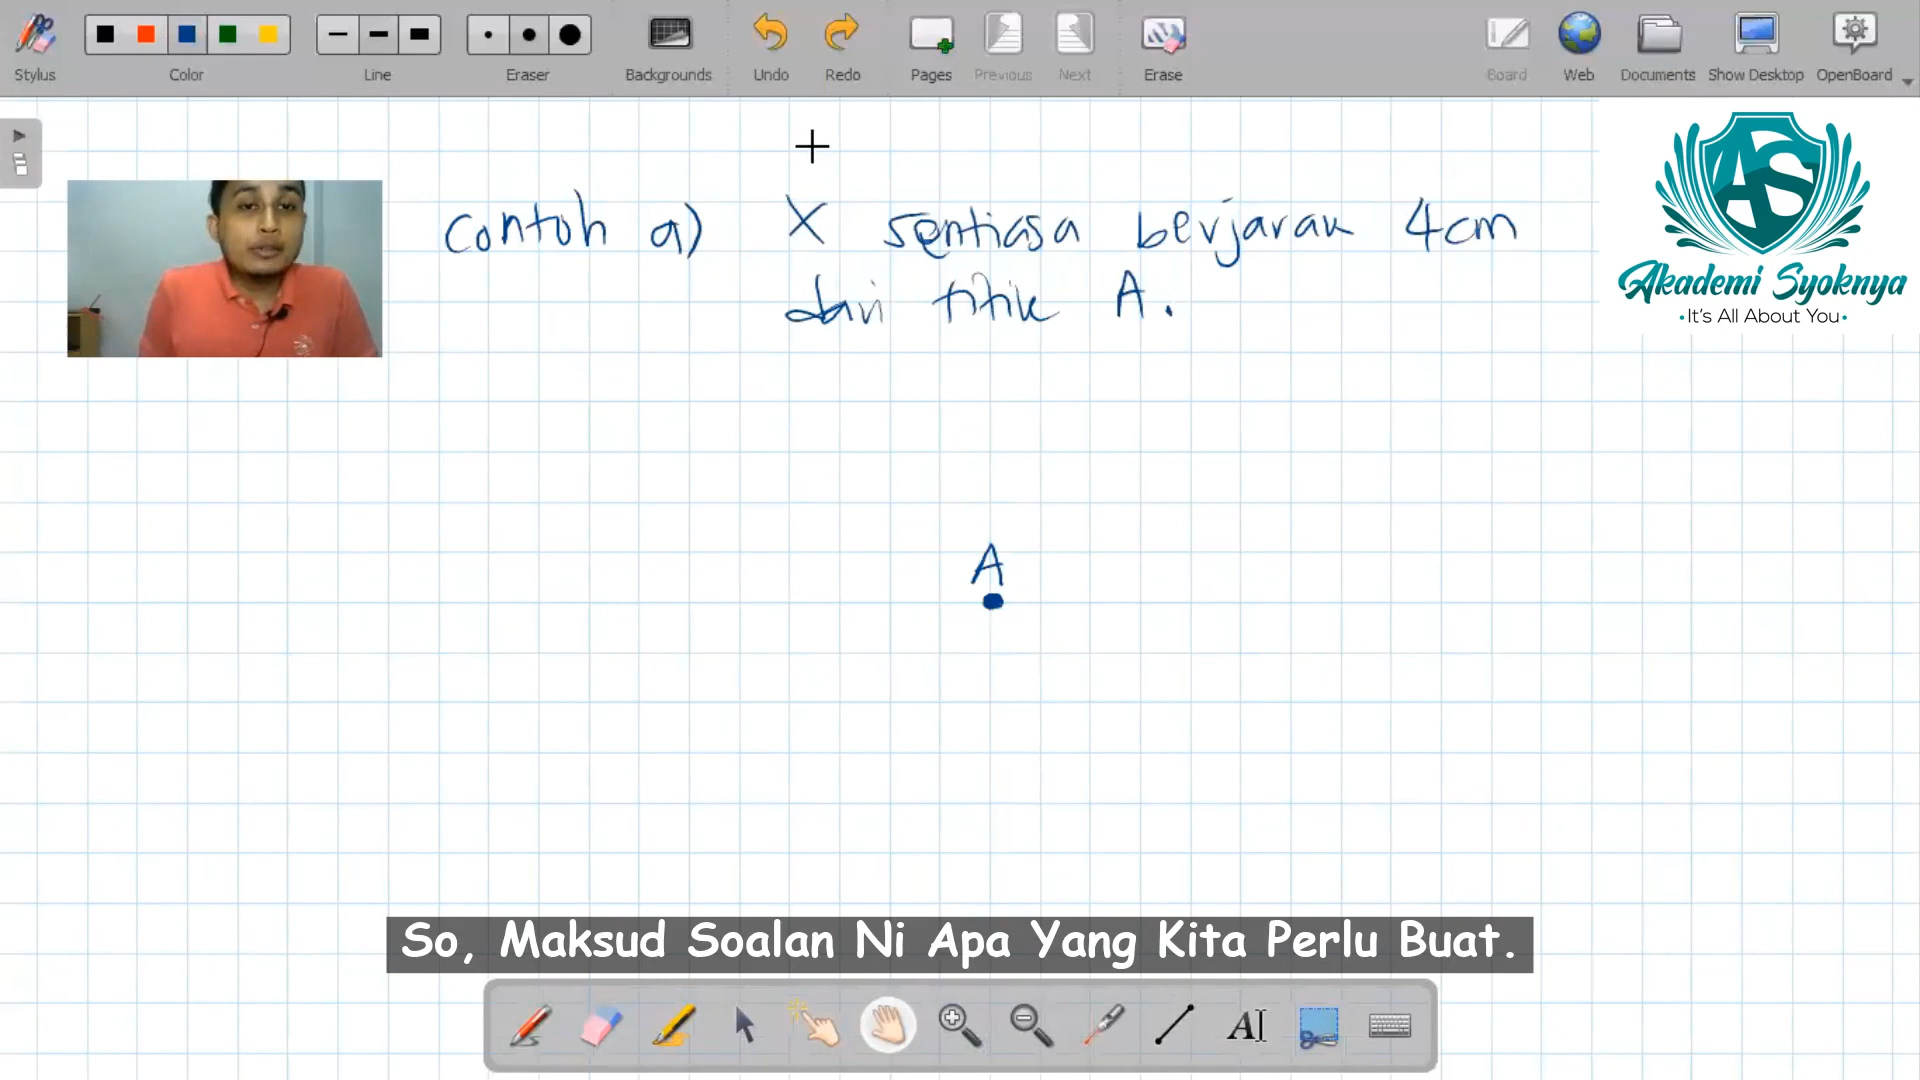 Stylus
Color
Line
Eraser
Backgrounds
Undo
Redo
Pages
Previous
Next
Erase
Board
Web
Documents
Show Desktop
OpenBoard
contoh a) X sentiasa berjarak 4cm
dari titik A.
AS
Akademi Syoknya
•It's All About You•
A
So, Maksud Soalan Ni Apa Yang Kita Perlu Buat.
AI